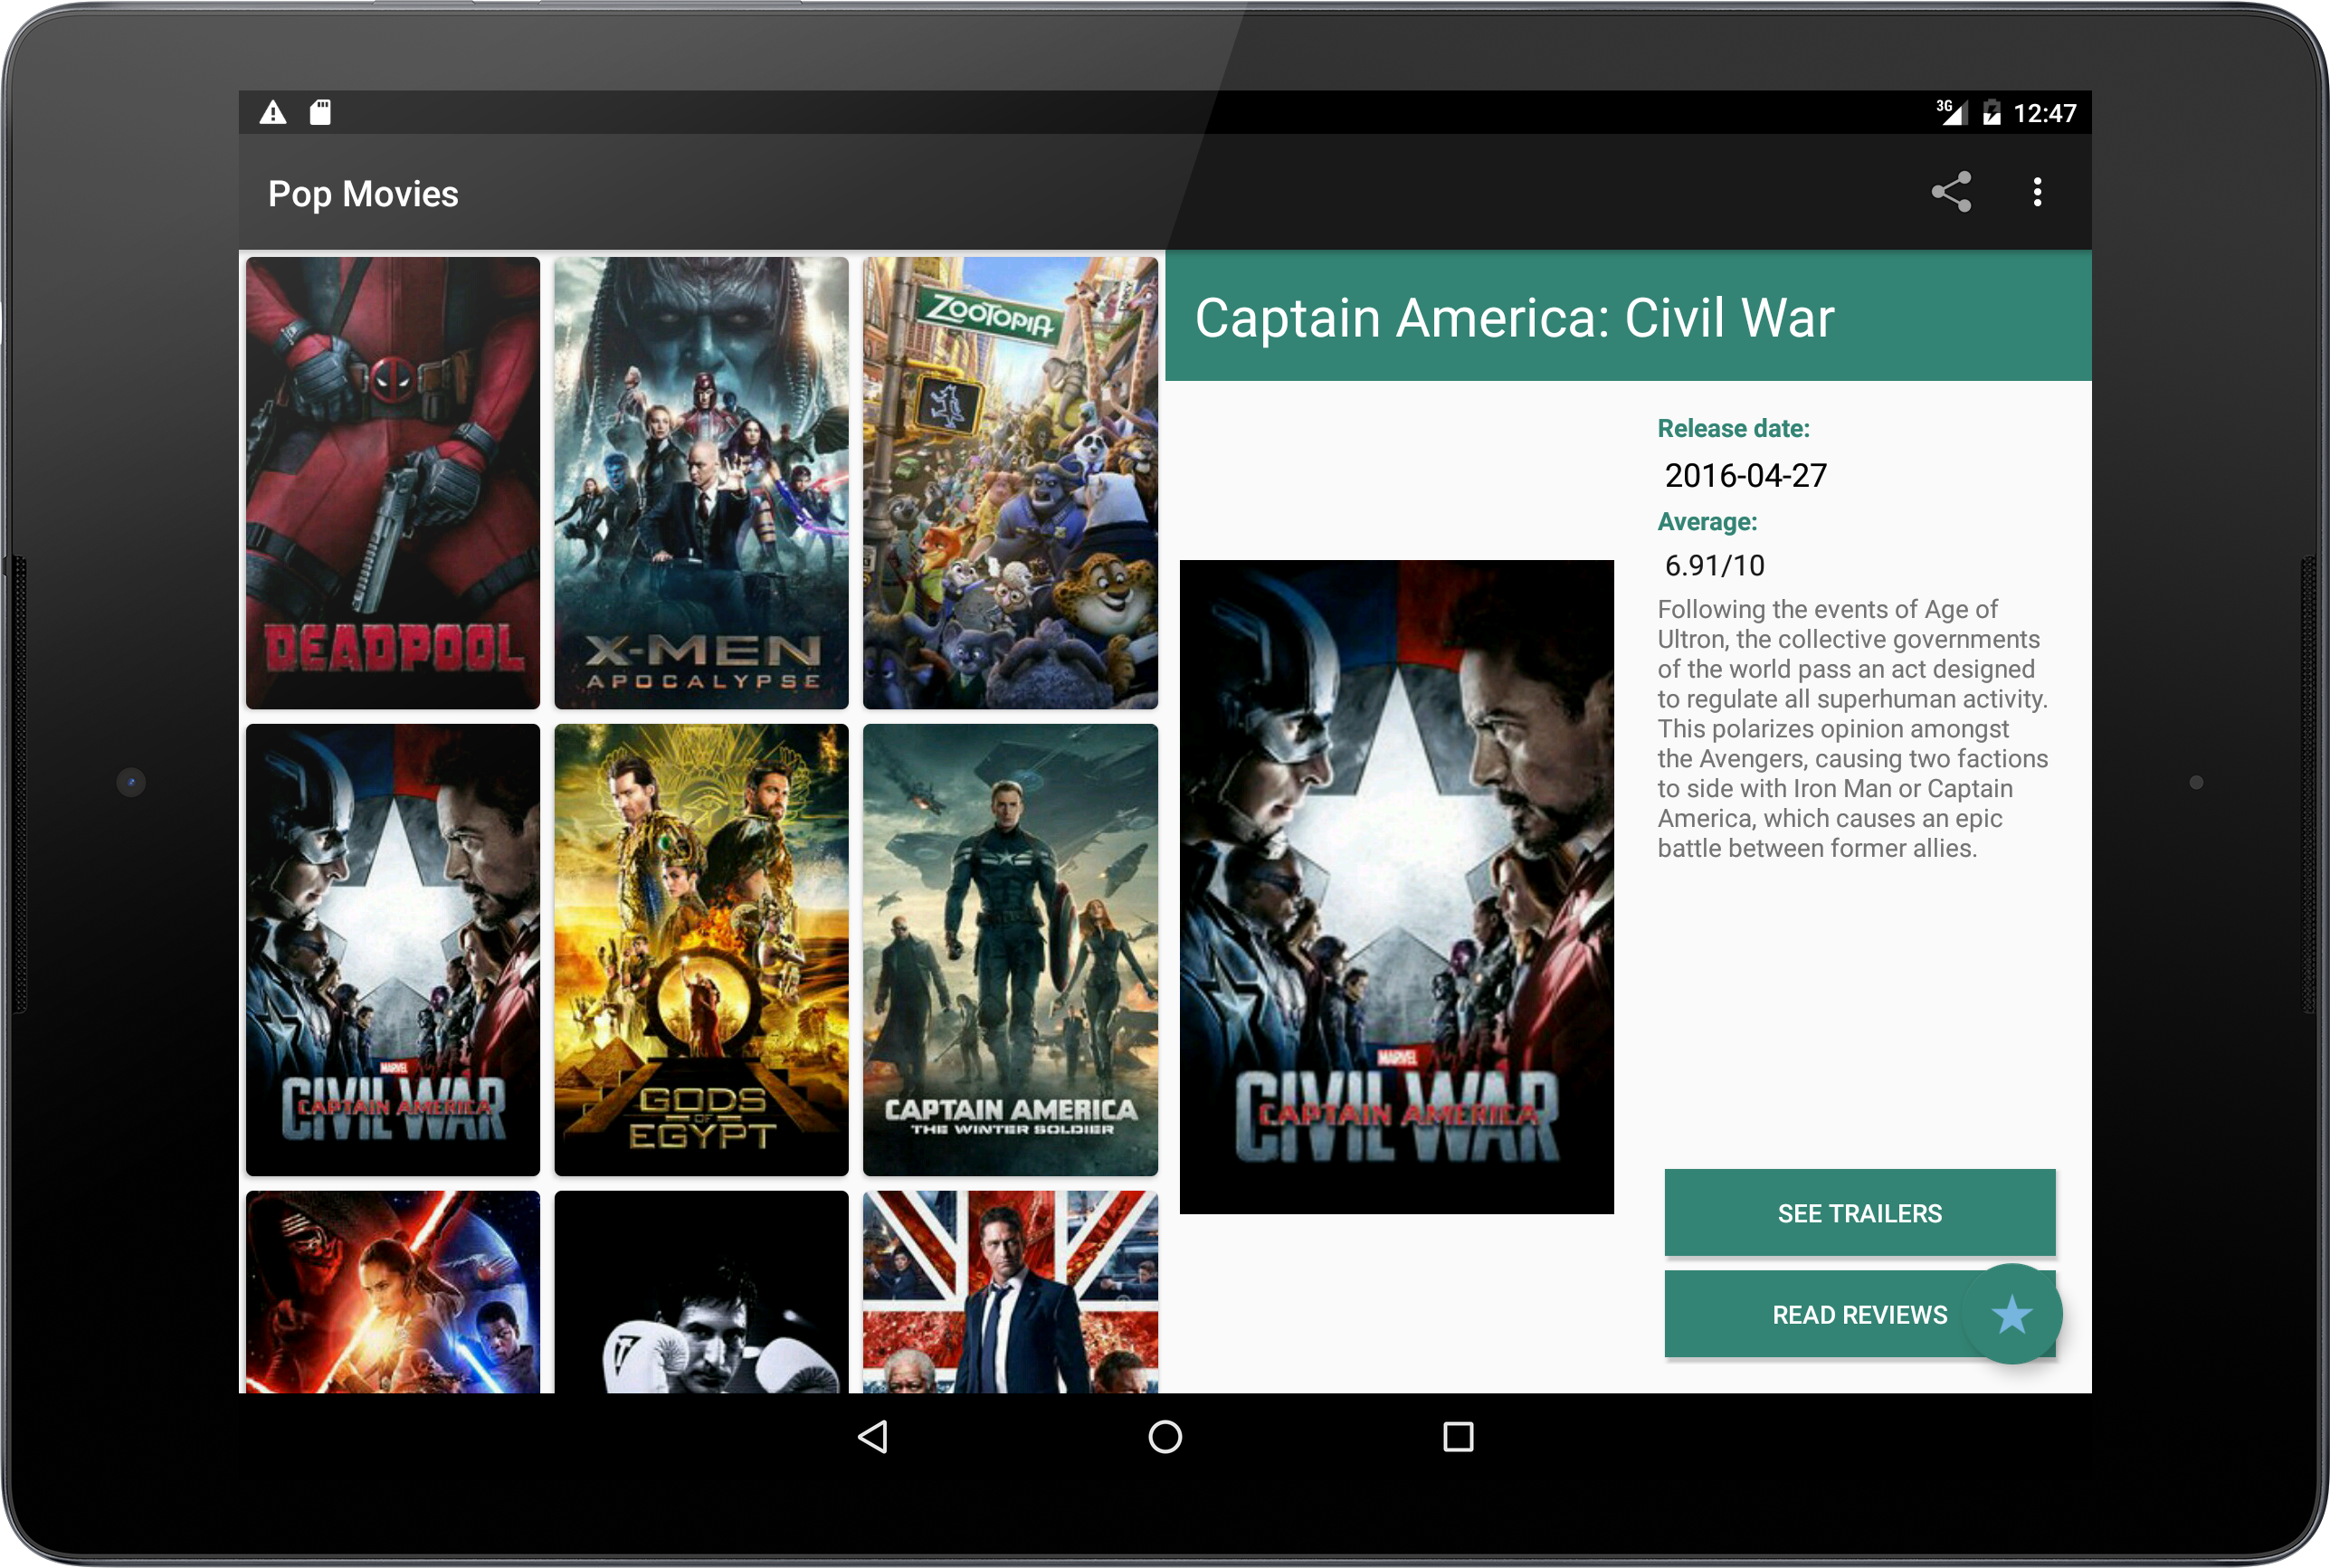 3G
12:47
Pop Movies
DEADPOOL
X-MEN
APOCALYPSE
ZOOTOPIA
MARVEL
CIVIL WAR
CAPTAIN AMERICA
GODS
OF
EGYPT
CAPTAIN AMERICA
THE WINTER SOLDIER
Captain America: Civil War
MARVEL
CIVIL WAR
CAPTAIN AMERICA
Release date:
2016-04-27
Average:
6.91/10
Following the events of Age of
Ultron, the collective governments
of the world pass an act designed
to regulate all superhuman activity.
This polarizes opinion amongst
the Avengers, causing two factions
to side with Iron Man or Captain
America, which causes an epic
battle between former allies.
SEE TRAILERS
READ REVIEWS